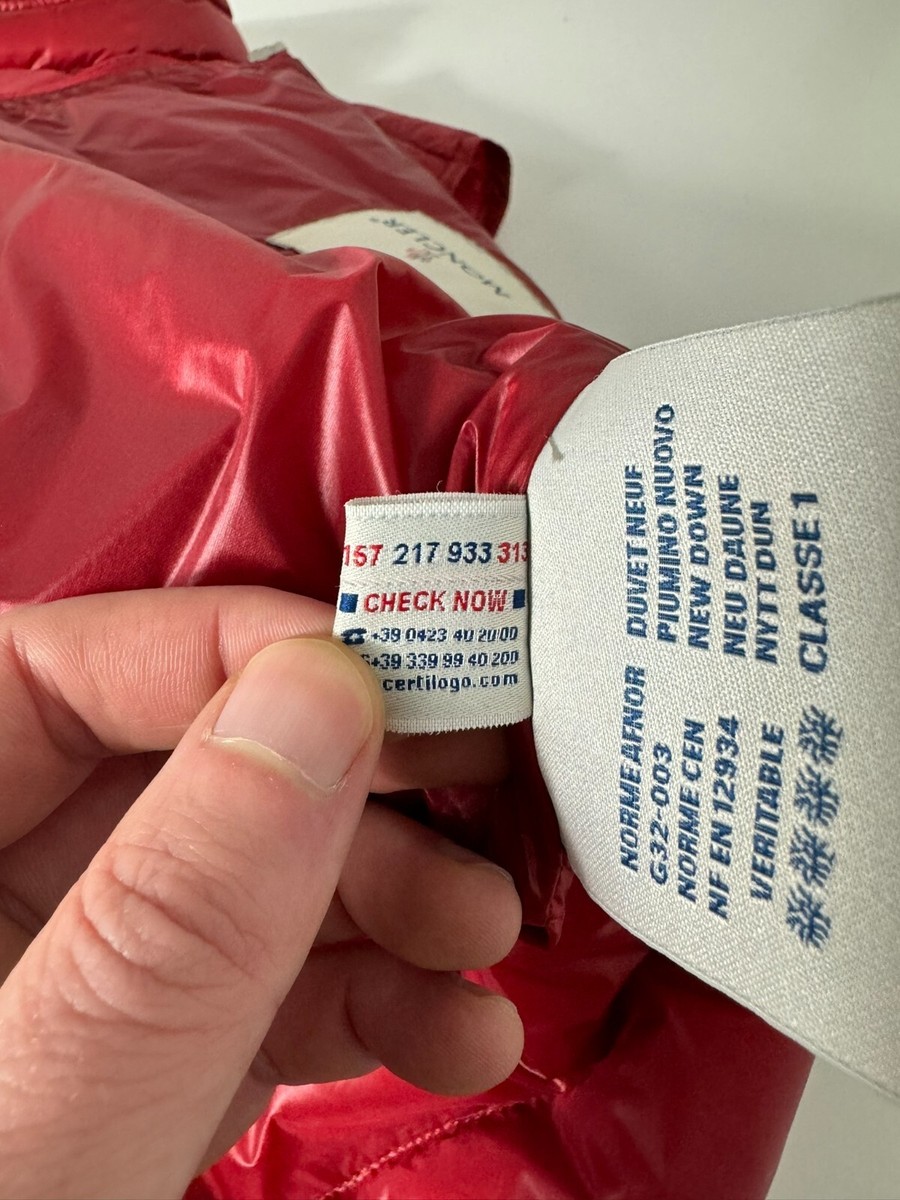 MONCLER
157 217 933 313
CHECK NOW
+39 0423 40 20 00
+39 339 99 40 200
certilogo.com
DUVET NEUF
PIUMINO NUOVO
NEW DOWN
NEU DAUNE
NYTT DUN
CLASSE 1
NORME AFNOR
G32-003
NORME CEN
NF EN 12934
VERITABLE